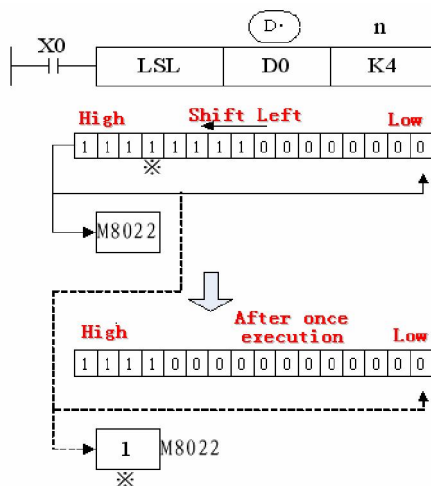 D· n
X0
LSL D0 K4
High Shift Left Low
1 1 1 1 1 1 1 1 0 0 0 0 0 0 0 0
※
M8022
High After once execution Low
1 1 1 1 0 0 0 0 0 0 0 0 0 0 0 0
1 M8022
※